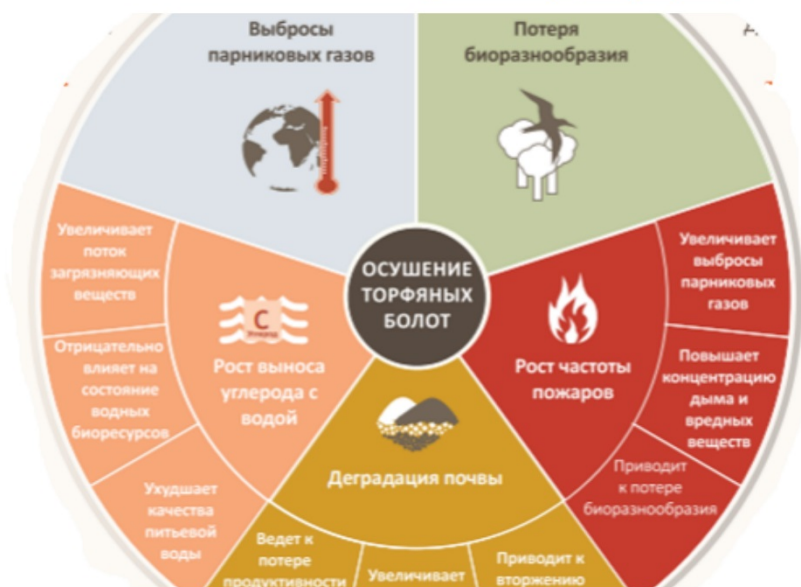 Выбросы
парниковых газов
Потеря
биоразнообразия
Увеличивает
поток
загрязняющих
веществ
Отрицательно
влияет на
состояние
водных
биоресурсов
Ухудшает
качества
питьевой
воды
С
Рост выноса
углерода с
водой
ОСУШЕНИЕ
ТОРФЯНЫХ
БОЛОТ
Рост частоты
пожаров
Увеличивает
выбросы
парниковых
газов
Повышает
концентрацию
дыма и
вредных
веществ
Приводит
к потере
биоразнообразия
Деградация почвы
Ведет к
потере
продуктивности
Увеличивает
Приводит к
вторжению